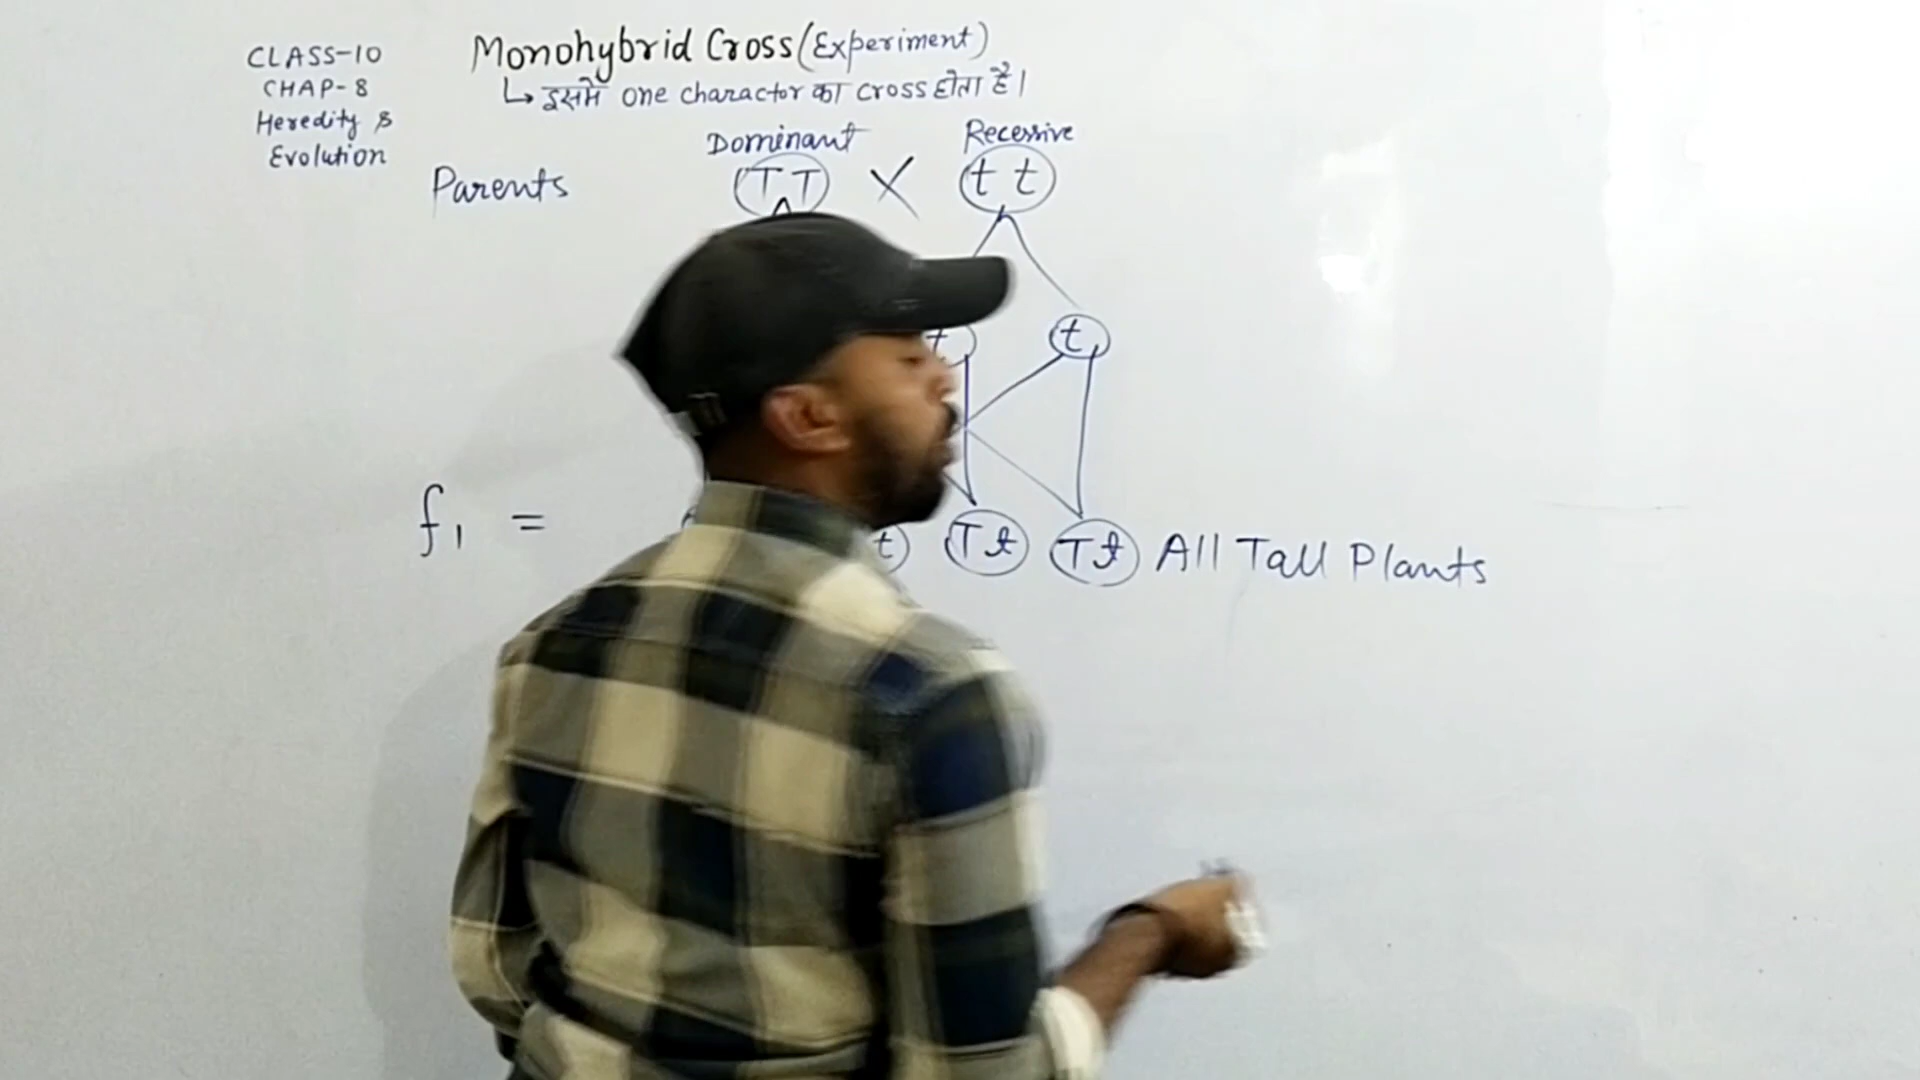 CLASS-10
CHAP-8
Heredity &
Evolution
Monohybrid Cross (Experiment)
↳ इसमे one charactor का cross होता है।
Dominant Recessive
Parents TT X t t
t t
f1 = t Tt Tt All Tall Plants